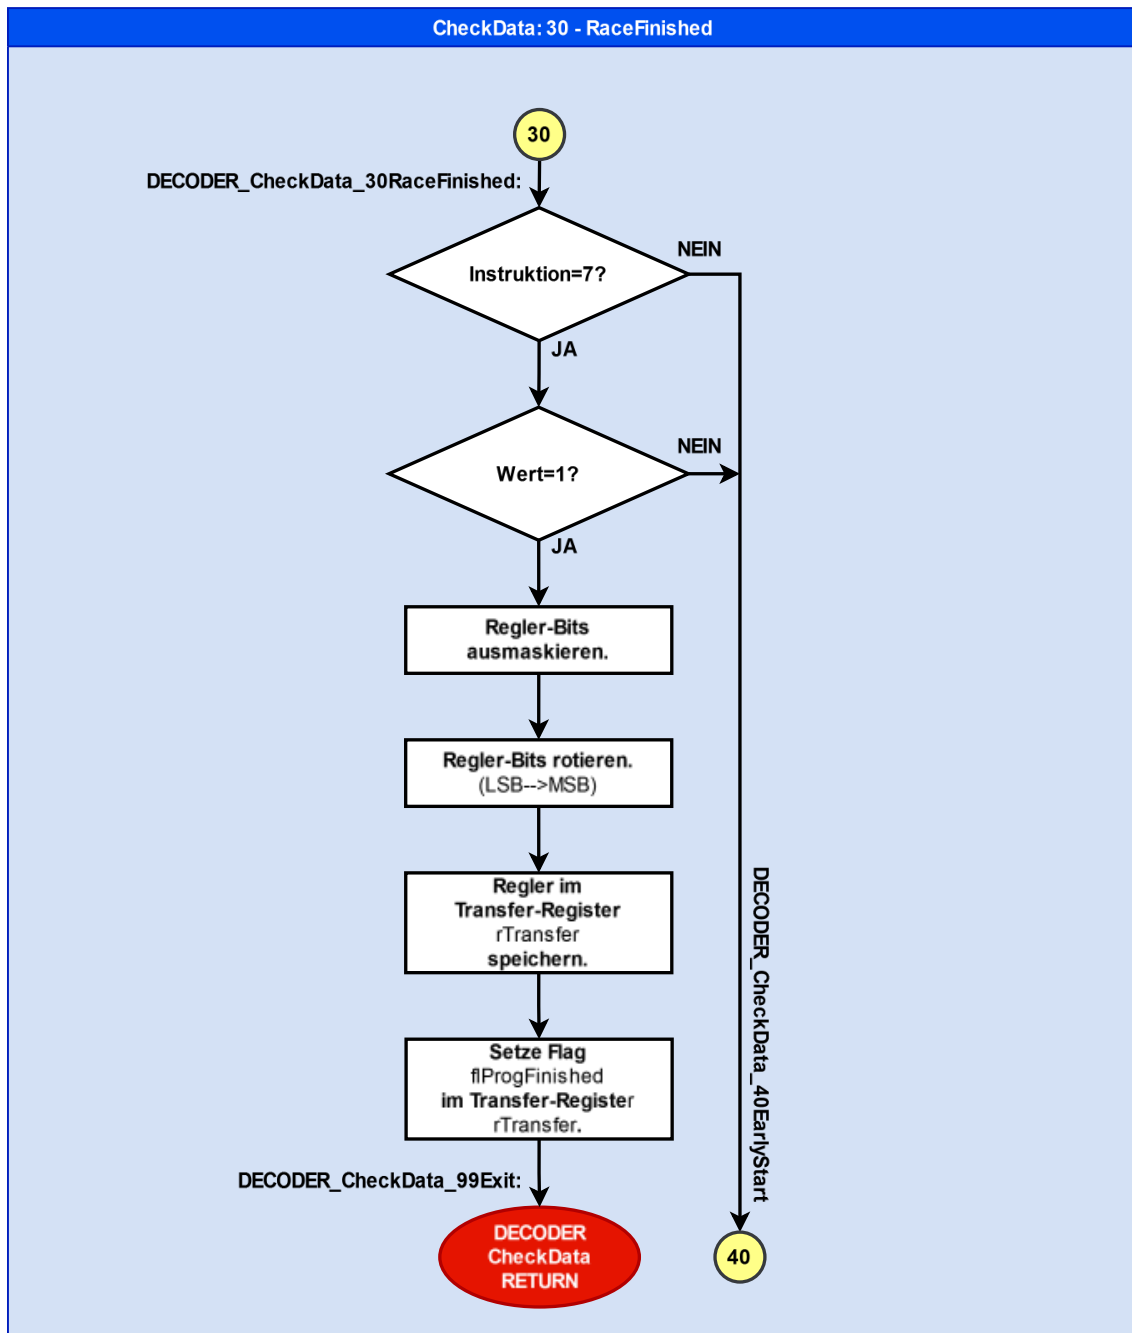 CheckData: 30 - RaceFinished
30
DECODER_CheckData_30RaceFinished:
NEIN
Instruktion=7?
JA
NEIN
Wert=1?
JA
Regler-Bits
ausmaskieren.
Regler-Bits rotieren.
(LSB-->MSB)
Regler im
Transfer-Register
rTransfer
speichern.
DECODER_CheckData_40EarlyStart
Setze Flag
flProgFinished
im Transfer-Register
rTransfer.
DECODER_CheckData_99Exit:
DECODER
CheckData
RETURN
40